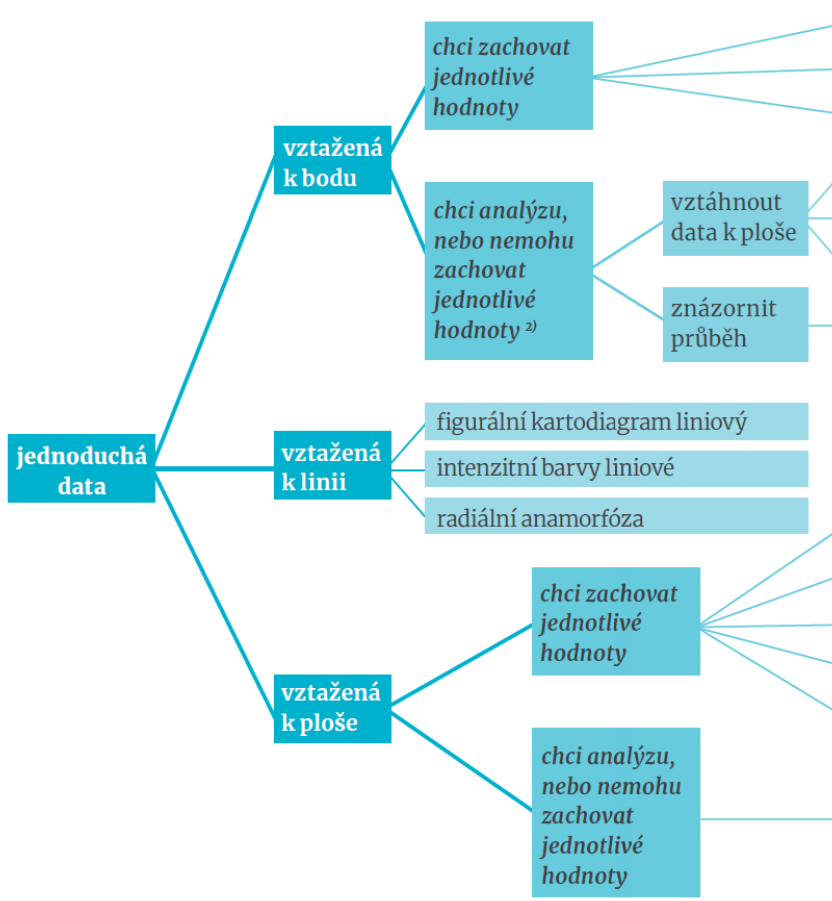 jednoduchá
data
vztažená
k bodu
chci zachovat
jednotlivé
hodnoty
chci analýzu,
nebo nemohu
zachovat
jednotlivé
hodnoty 2)
vztáhnout
data k ploše
znázornit
průběh
vztažená
k linii
figurální kartodiagram liniový
intenzitní barvy liniové
radiální anamorfóza
vztažená
k ploše
chci zachovat
jednotlivé
hodnoty
chci analýzu,
nebo nemohu
zachovat
jednotlivé
hodnoty